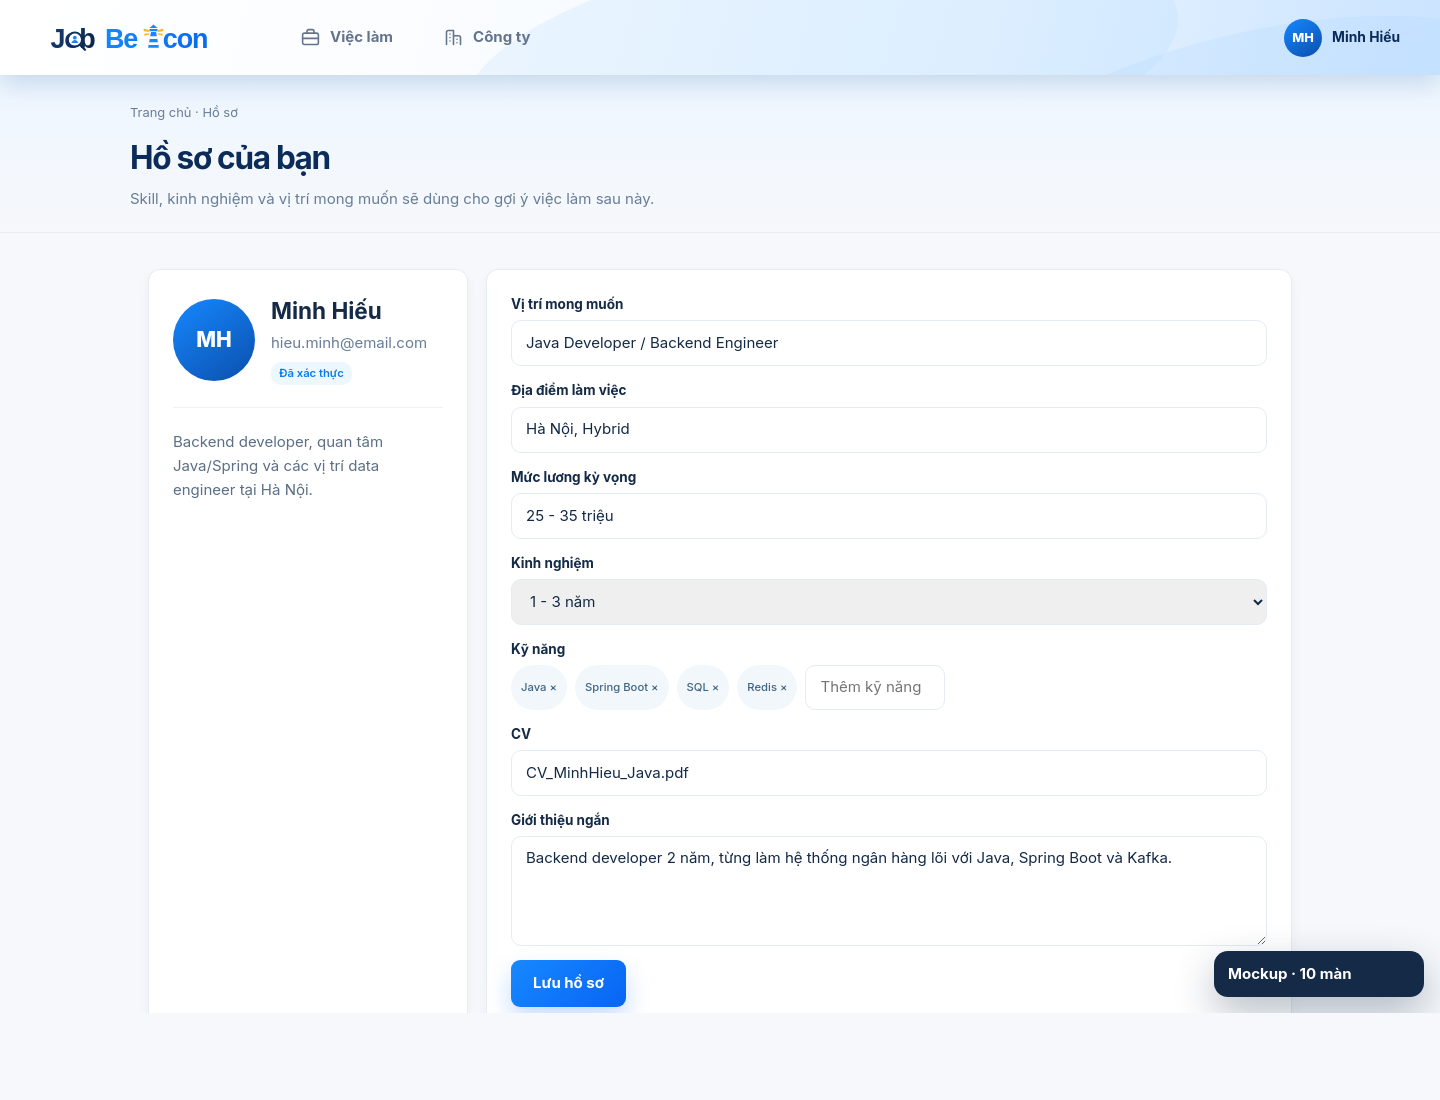 Job Beacon
Việc làm
Công ty
MH
Minh Hiếu
Trang chủ · Hồ sơ
Hồ sơ của bạn
Skill, kinh nghiệm và vị trí mong muốn sẽ dùng cho gợi ý việc làm sau này.
MH
Minh Hiếu
hieu.minh@email.com
Đã xác thực
Backend developer, quan tâm
Java/Spring và các vị trí data
engineer tại Hà Nội.
Vị trí mong muốn
Java Developer / Backend Engineer
Địa điểm làm việc
Hà Nội, Hybrid
Mức lương kỳ vọng
25 - 35 triệu
Kinh nghiệm
1 - 3 năm
Kỹ năng
Java ×
Spring Boot ×
SQL ×
Redis ×
Thêm kỹ năng
CV
CV_MinhHieu_Java.pdf
Giới thiệu ngắn
Backend developer 2 năm, từng làm hệ thống ngân hàng lõi với Java, Spring Boot và Kafka.
Lưu hồ sơ
Mockup · 10 màn